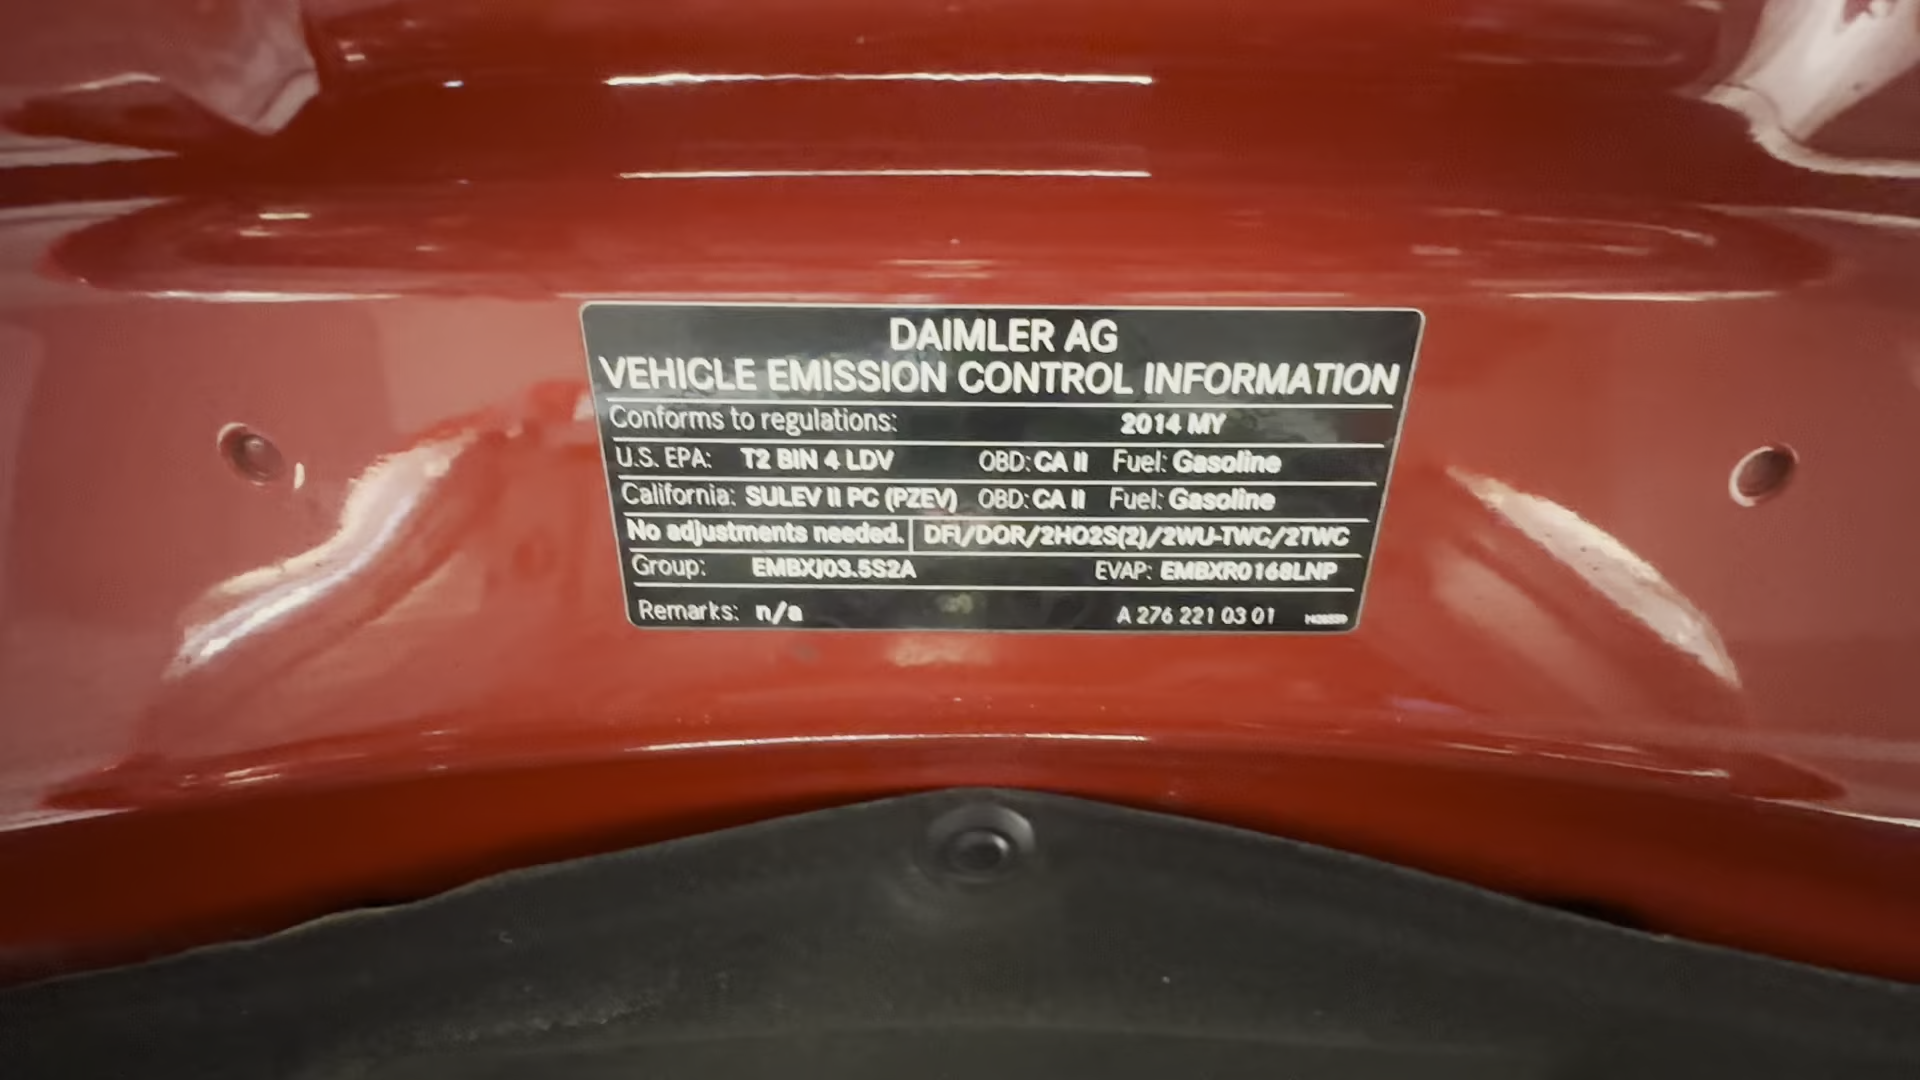 DAIMLER AG
VEHICLE EMISSION CONTROL INFORMATION
Conforms to regulations: 2014 MY
U.S. EPA: T2 BIN 4 LDV OBD: CA II Fuel: Gasoline
California: SULEV II PC (PZEV) OBD: CA II Fuel: Gasoline
No adjustments needed. DFI/DOR/2HO2S(2)/2WU-TWC/2TWC
Group: EMBXJ03.5S2A EVAP: EMBXR0168LNP
Remarks: n/a A 276 221 03 01